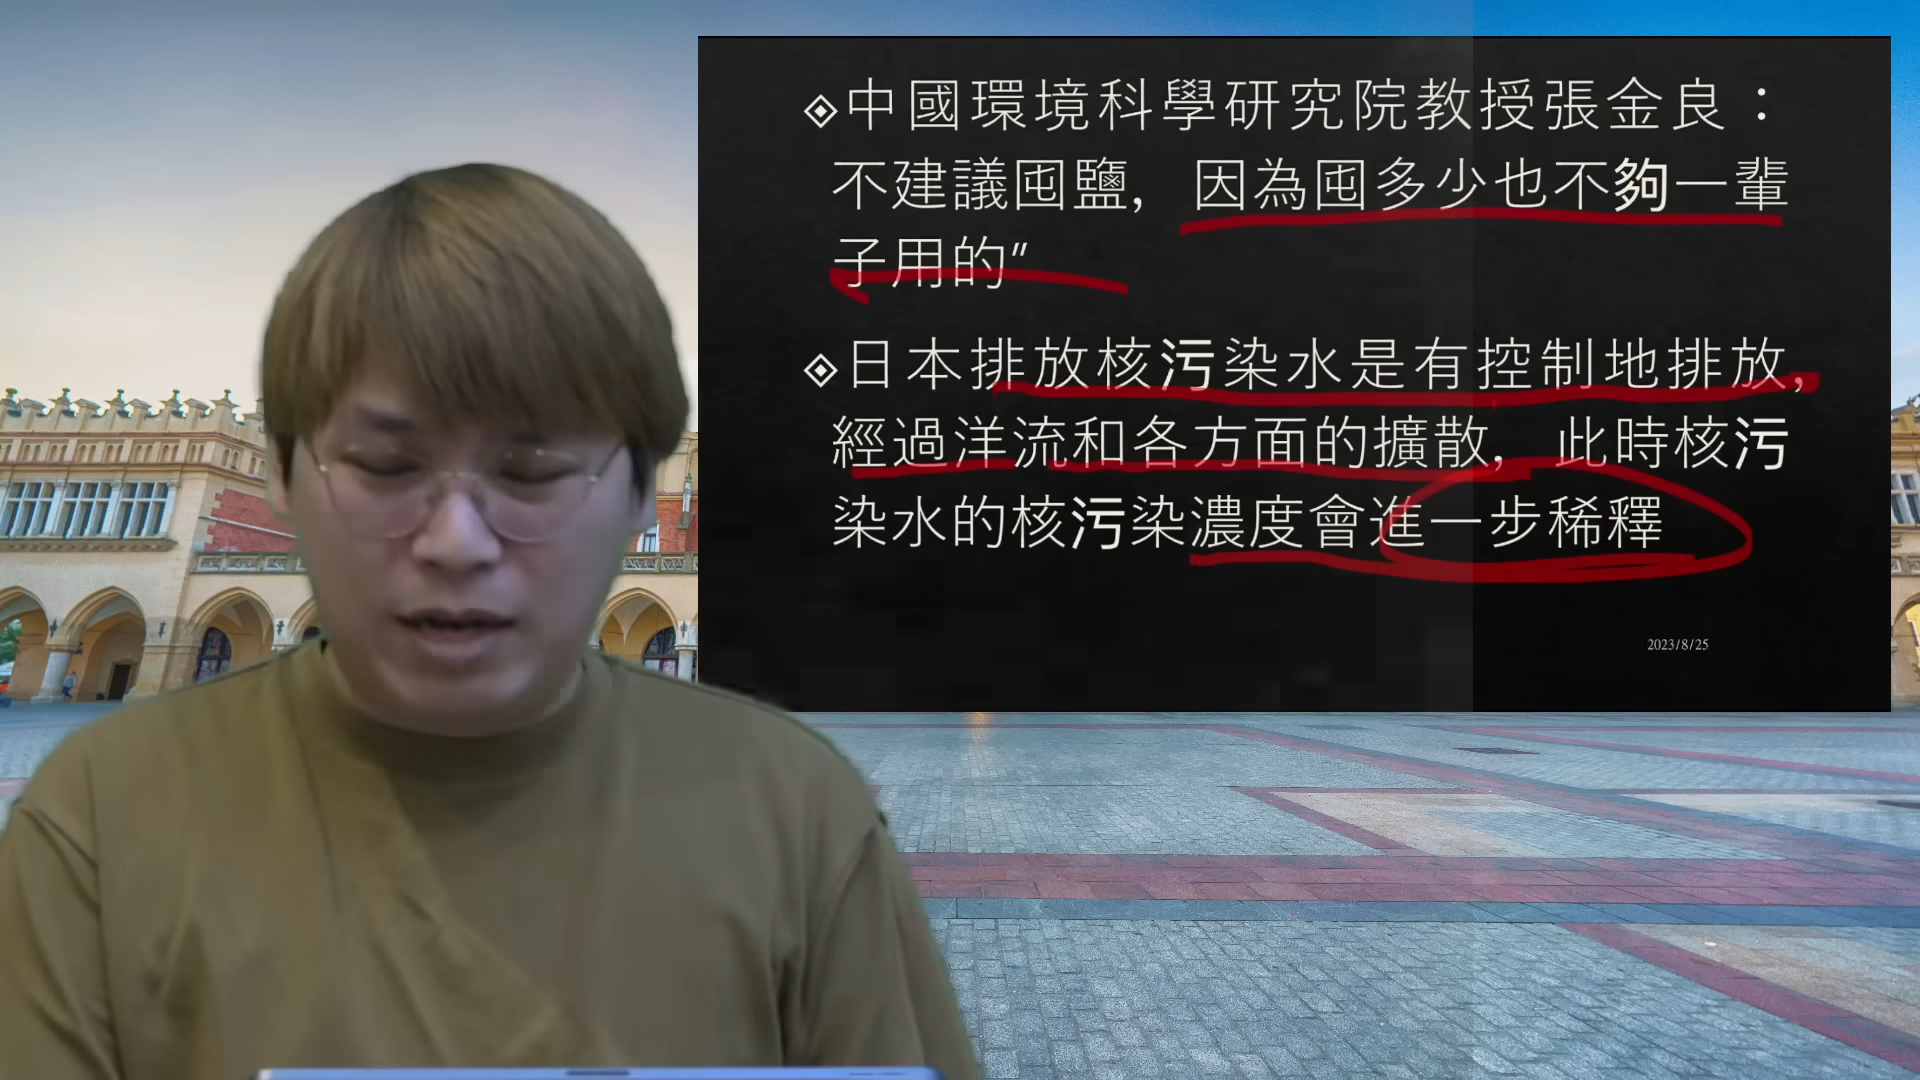 中國環境科學研究院教授張金良：
不建議囤鹽，因為囤多少也不夠一輩
子用的"
日本排放核污染水是有控制地排放，
經過洋流和各方面的擴散，此時核污
染水的核污染濃度會進一步稀釋
2023/8/25